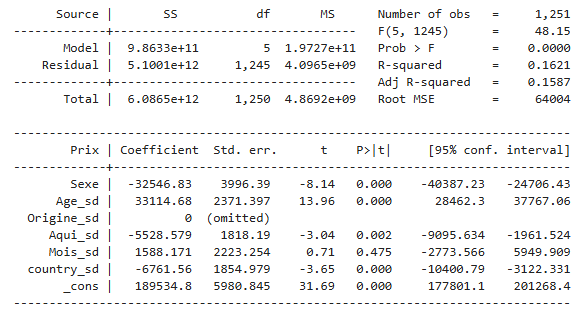 Source | SS df MS Number of obs = 1,251
-------------+---------------------------------- F(5, 1245) = 48.15
Model | 9.8633e+11 5 1.9727e+11 Prob > F = 0.0000
Residual | 5.1001e+12 1,245 4.0965e+09 R-squared = 0.1621
-------------+---------------------------------- Adj R-squared = 0.1587
Total | 6.0865e+12 1,250 4.8692e+09 Root MSE = 64004
------------------------------------------------------------------------------
Prix | Coefficient Std. err. t P>|t| [95% conf. interval]
-------------+----------------------------------------------------------------
Sexe | -32546.83 3996.39 -8.14 0.000 -40387.23 -24706.43
Age_sd | 33114.68 2371.397 13.96 0.000 28462.3 37767.06
Origine_sd | 0 (omitted)
Aqui_sd | -5528.579 1818.19 -3.04 0.002 -9095.634 -1961.524
Mois_sd | 1588.171 2223.254 0.71 0.475 -2773.566 5949.909
country_sd | -6761.56 1854.979 -3.65 0.000 -10400.79 -3122.331
_cons | 189534.8 5980.845 31.69 0.000 177801.1 201268.4
------------------------------------------------------------------------------